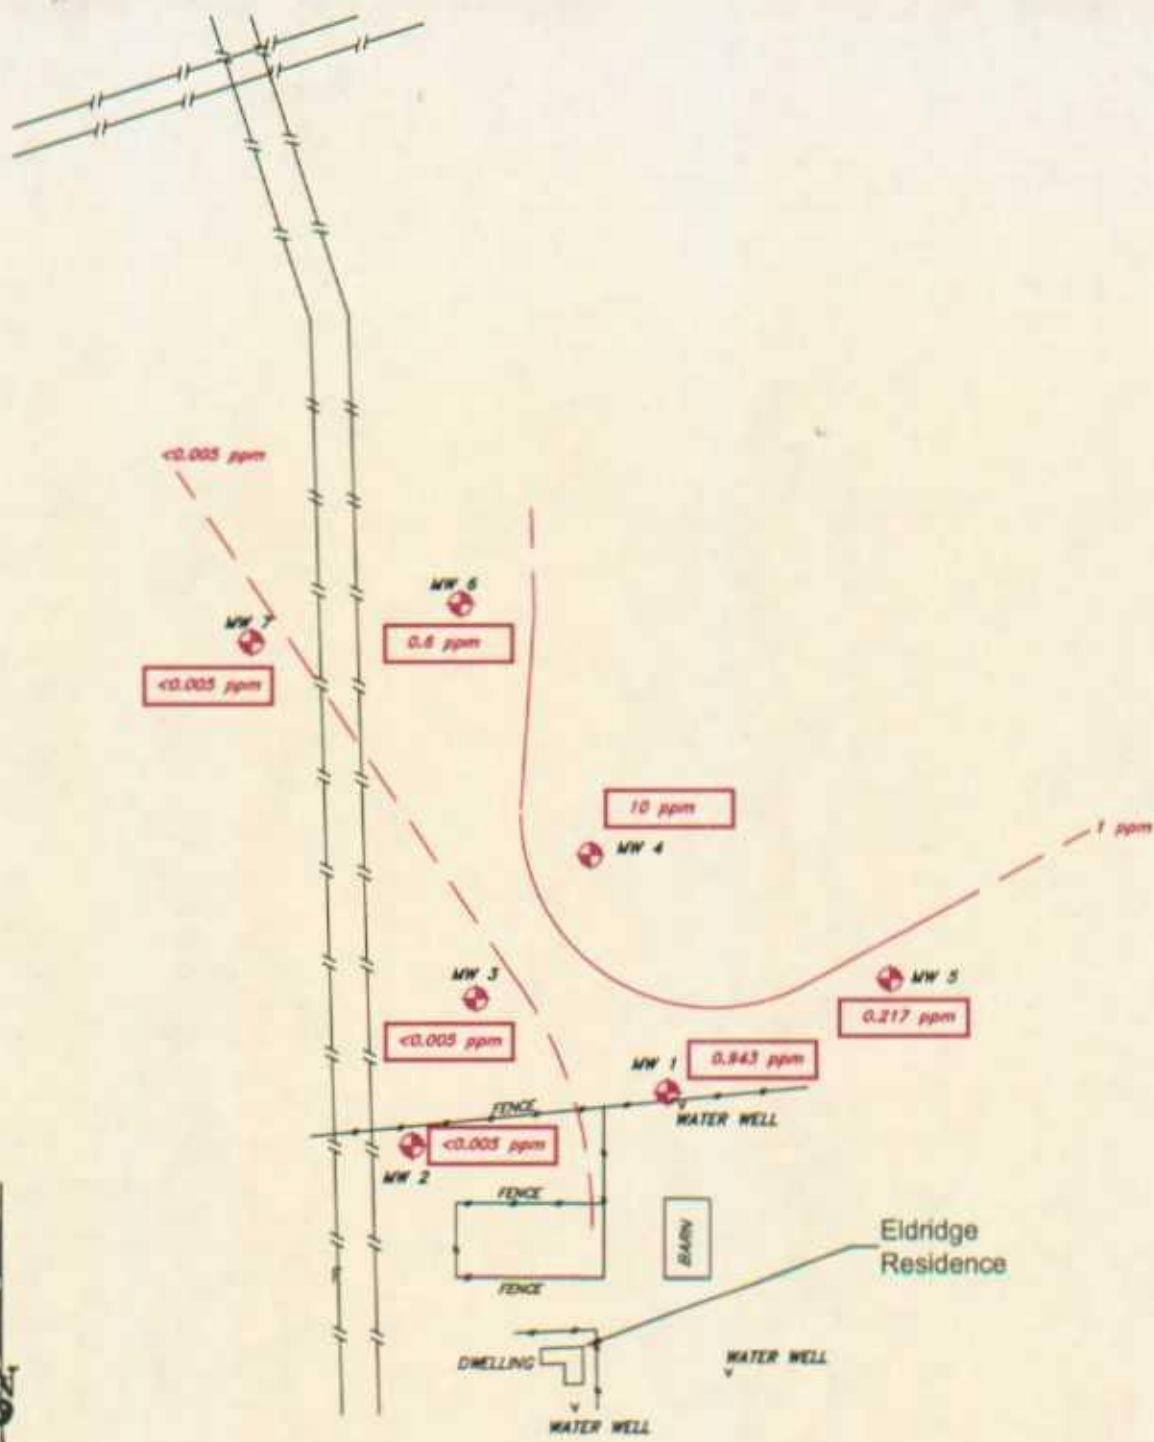 <0.005 ppm
MW 6
0.6 ppm
MW 7
<0.005 ppm
10 ppm
MW 4
1 ppm
MW 3
<0.005 ppm
MW 5
0.217 ppm
MW 1
0.943 ppm
FENCE
WATER WELL
<0.005 ppm
MW 2
FENCE
BARN
Eldridge
Residence
FENCE
DWELLING
WATER WELL
WATER WELL